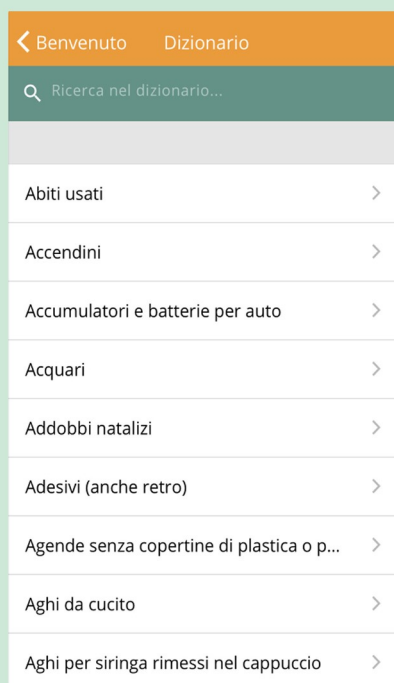 Benvenuto Dizionario
Ricerca nel dizionario...
Abiti usati
Accendini
Accumulatori e batterie per auto
Acquari
Addobbi natalizi
Adesivi (anche retro)
Agende senza copertine di plastica o p...
Aghi da cucito
Aghi per siringa rimessi nel cappuccio